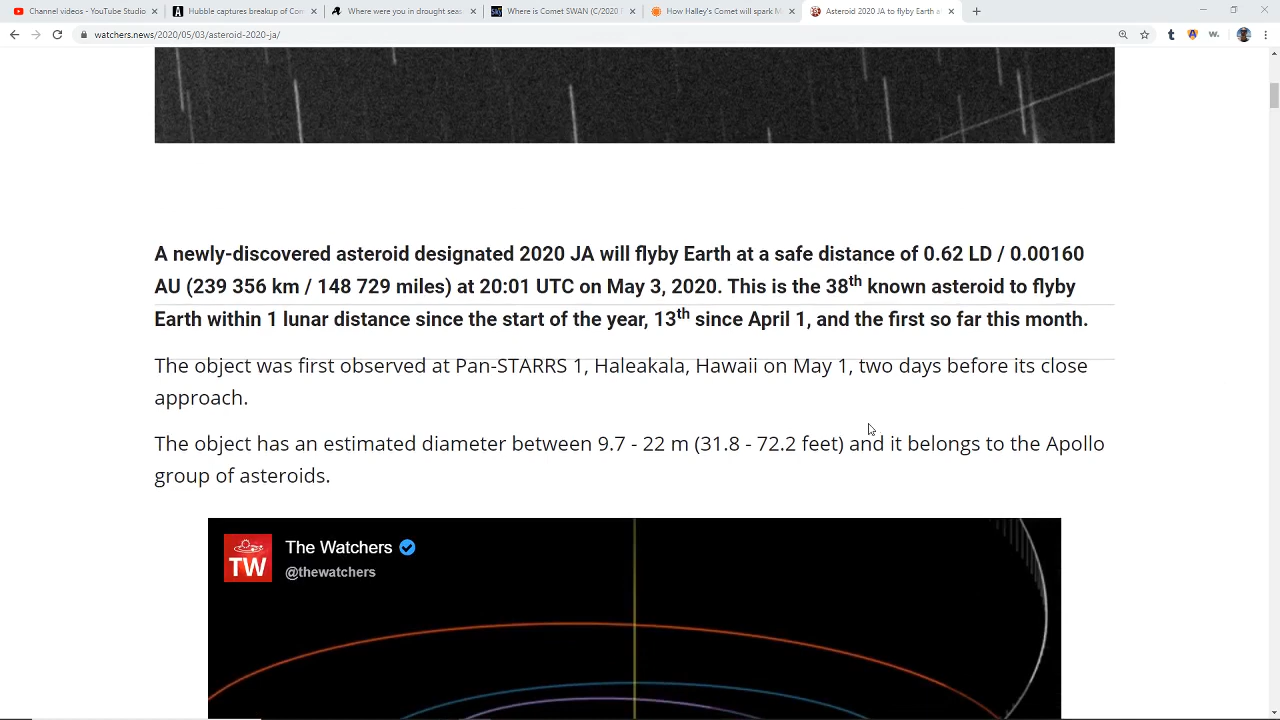 Channel videos - YouTube Studio
Hubble captures breakup of Com
Where were you in drought seas
Where is Comet SWAN (C/2020 F
How Halley's Comet will spark M
Asteroid 2020 JA to flyby Earth a
watchers.news/2020/05/03/asteroid-2020-ja/
A newly-discovered asteroid designated 2020 JA will flyby Earth at a safe distance of 0.62 LD / 0.00160
AU (239 356 km / 148 729 miles) at 20:01 UTC on May 3, 2020. This is the 38th known asteroid to flyby
Earth within 1 lunar distance since the start of the year, 13th since April 1, and the first so far this month.
The object was first observed at Pan-STARRS 1, Haleakala, Hawaii on May 1, two days before its close
approach.
The object has an estimated diameter between 9.7 - 22 m (31.8 - 72.2 feet) and it belongs to the Apollo
group of asteroids.
TW
The Watchers
@thewatchers